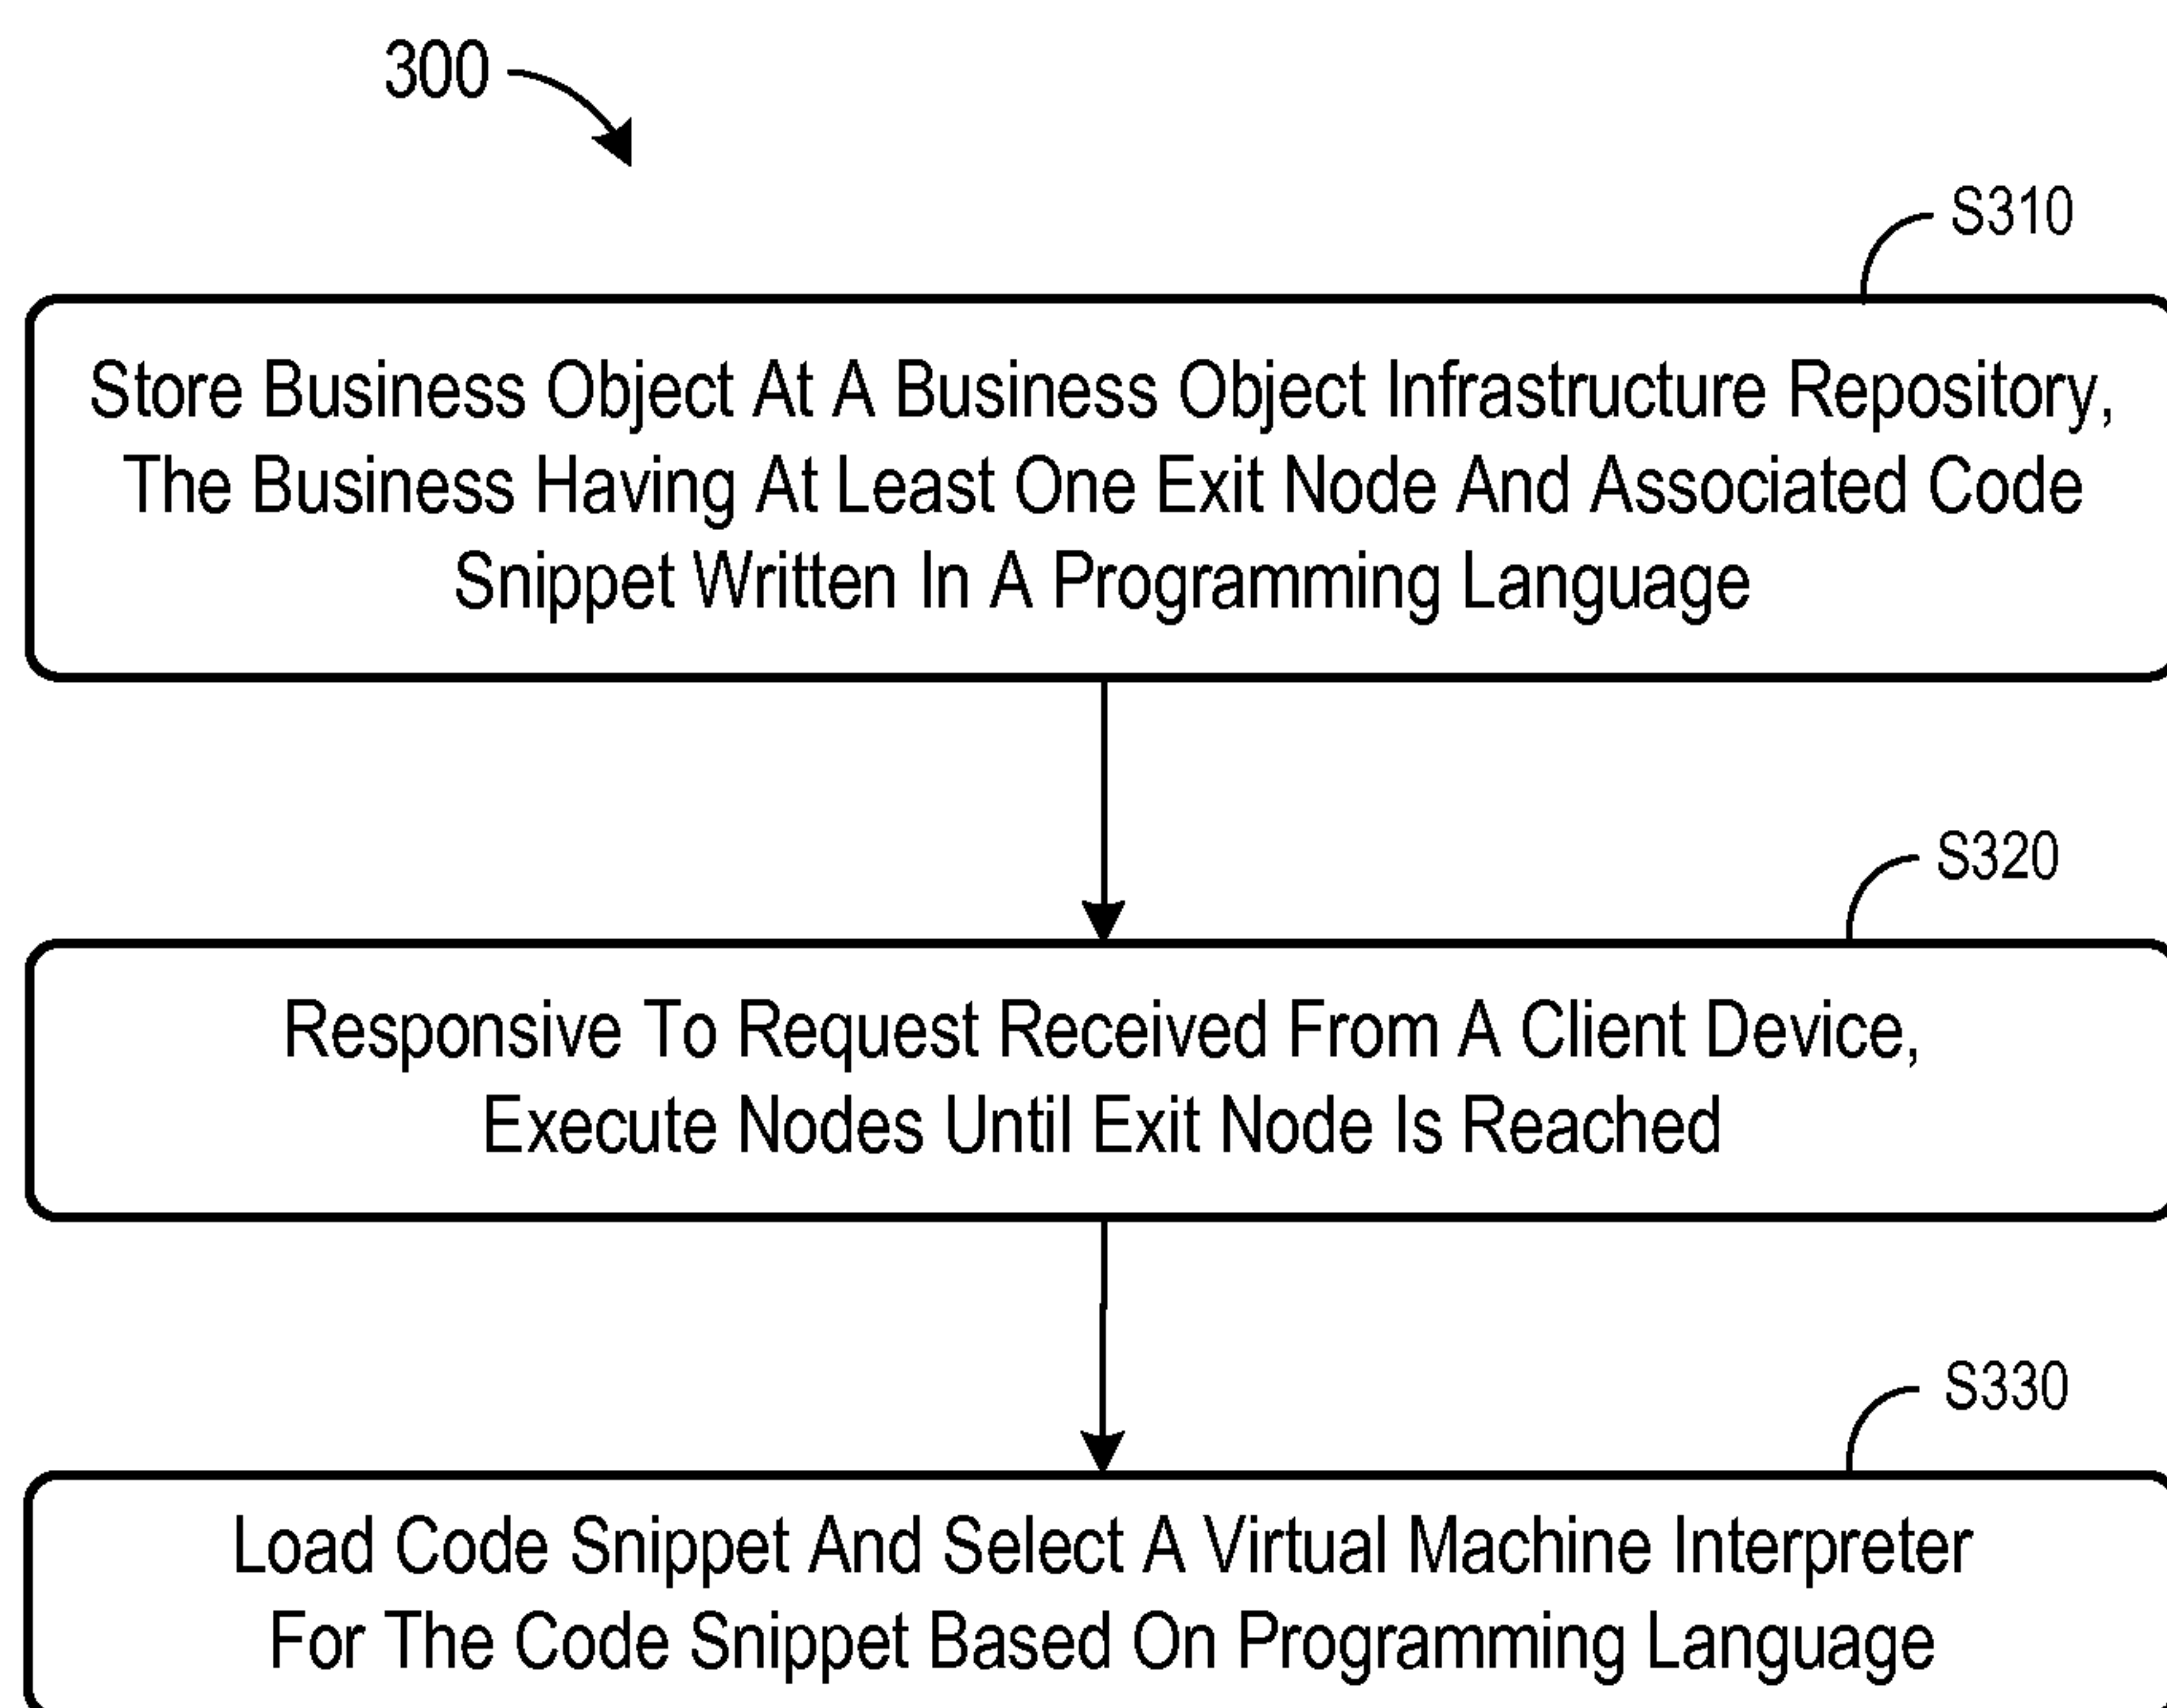 300
S310
Store Business Object At A Business Object Infrastructure Repository,
The Business Having At Least One Exit Node And Associated Code
Snippet Written In A Programming Language
S320
Responsive To Request Received From A Client Device,
Execute Nodes Until Exit Node Is Reached
S330
Load Code Snippet And Select A Virtual Machine Interpreter
For The Code Snippet Based On Programming Language